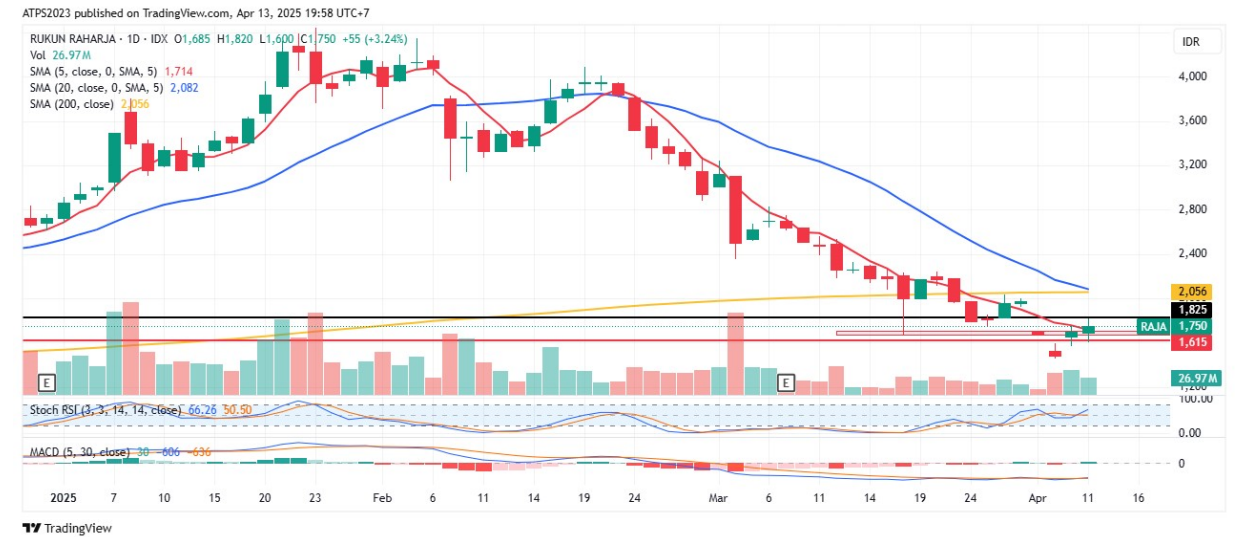 ATPS2023 published on TradingView.com, Apr 13, 2025 19:58 UTC+7
RUKUN RAHARJA · 1D · IDX O1,685 H1,820 L1,600 C1,750 +55 (+3.24%)
IDR
Vol 26.97M
SMA (5, close, 0, SMA, 5) 1,714
SMA (20, close, 0, SMA, 5) 2,082
SMA (200, close) 2,056
4,000
3,600
3,200
2,800
2,400
2,056
1,825
RAJA 1,750
1,615
26.97M
E
E
Stoch RSI (3, 3, 14, 14, close) 66.26 50.50
100.00
0.00
MACD (5, 30, close) 30 -606 -636
0
2025 7 10 15 20 23 Feb 6 11 14 19 24 Mar 6 11 14 19 24 Apr 11 16
TradingView